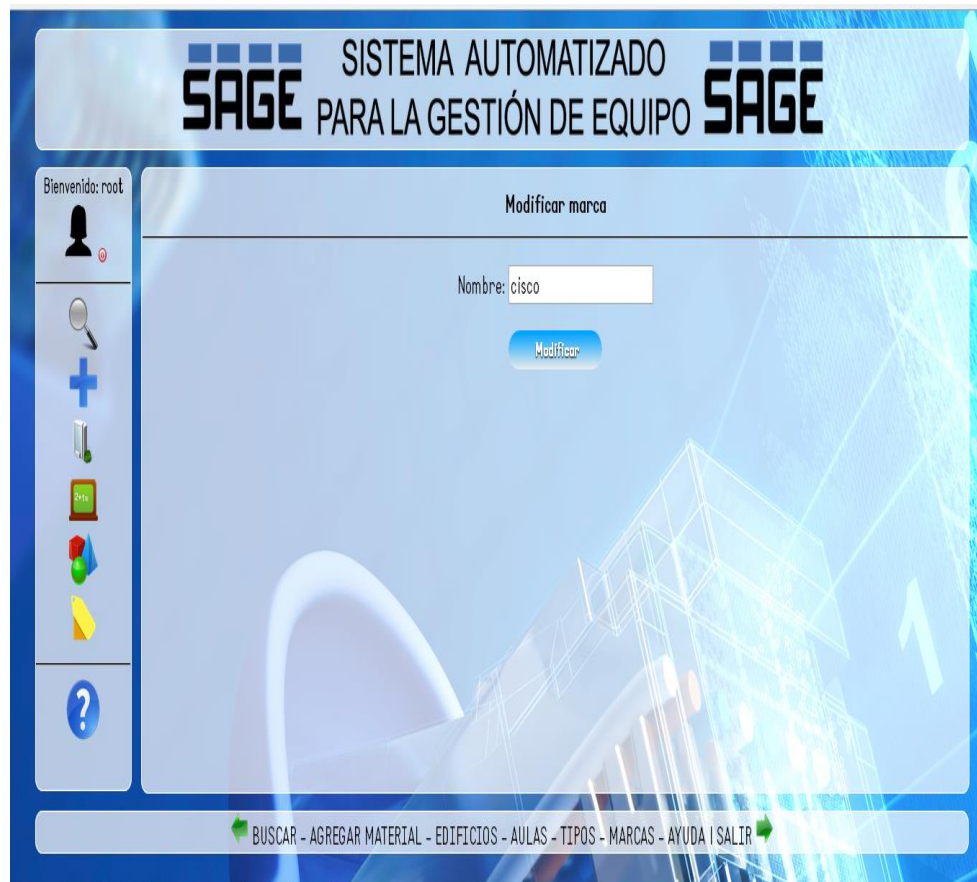 SAGE SISTEMA AUTOMATIZADO SAGE
PARA LA GESTIÓN DE EQUIPO
Bienvenido: root
Modificar marca
Nombre: cisco
Modificar
BUSCAR - AGREGAR MATERIAL - EDIFICIOS - AULAS - TIPOS - MARCAS - AYUDA | SALIR